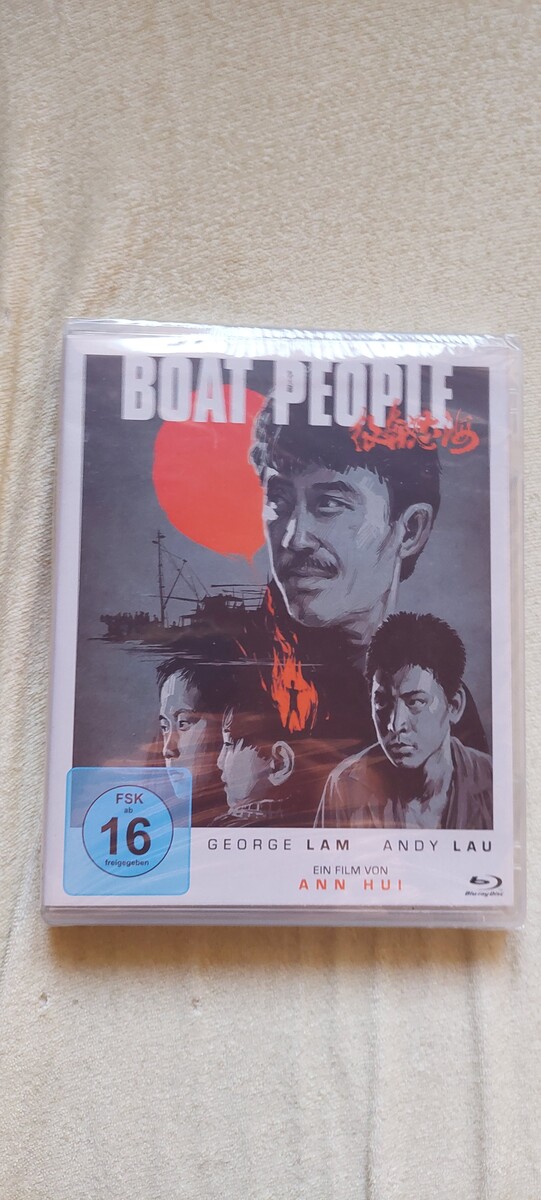 BOAT PEOPLE
投奔怒海
FSK
ab
16
freigegeben
GEORGE LAM ANDY LAU
EIN FILM VON
ANN HUI
Blu-ray Disc